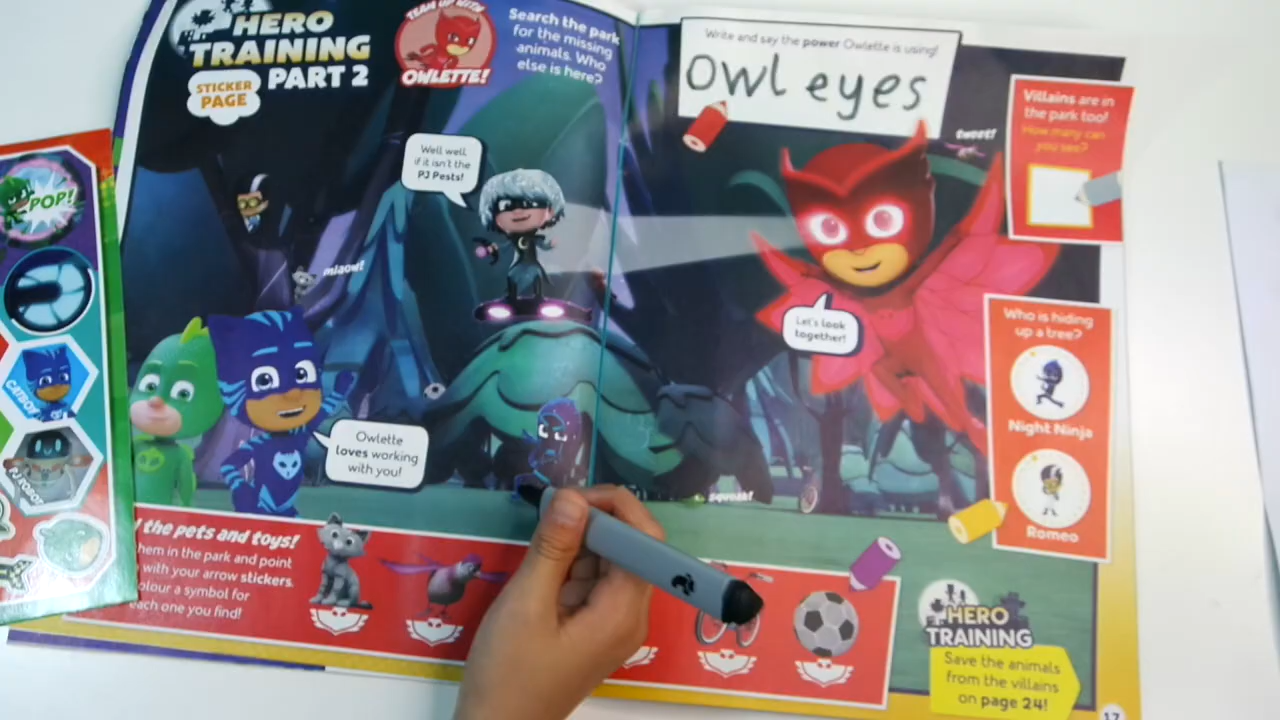 HERO
TRAINING
PART 2
STICKER
PAGE
TEAM UP WITH
OWLETTE!
Search the park
for the missing
animals. Who
else is here?
Write and say the power Owlette is using!
owl eyes
Villains are in
the park too!
How many can
you see?
tweet!
Well well,
if it isn't the
PJ Pests!
miaow!
POP!
CATBOY
PJ ROBOT
Let's look
together!
Who is hiding
up a tree?
Night Ninja
Romeo
Owlette
loves working
with you!
squeak!
the pets and toys!
hem in the park and point
with your arrow stickers.
olour a symbol for
each one you find!
HERO
TRAINING
Save the animals
from the villains
on page 24!
17